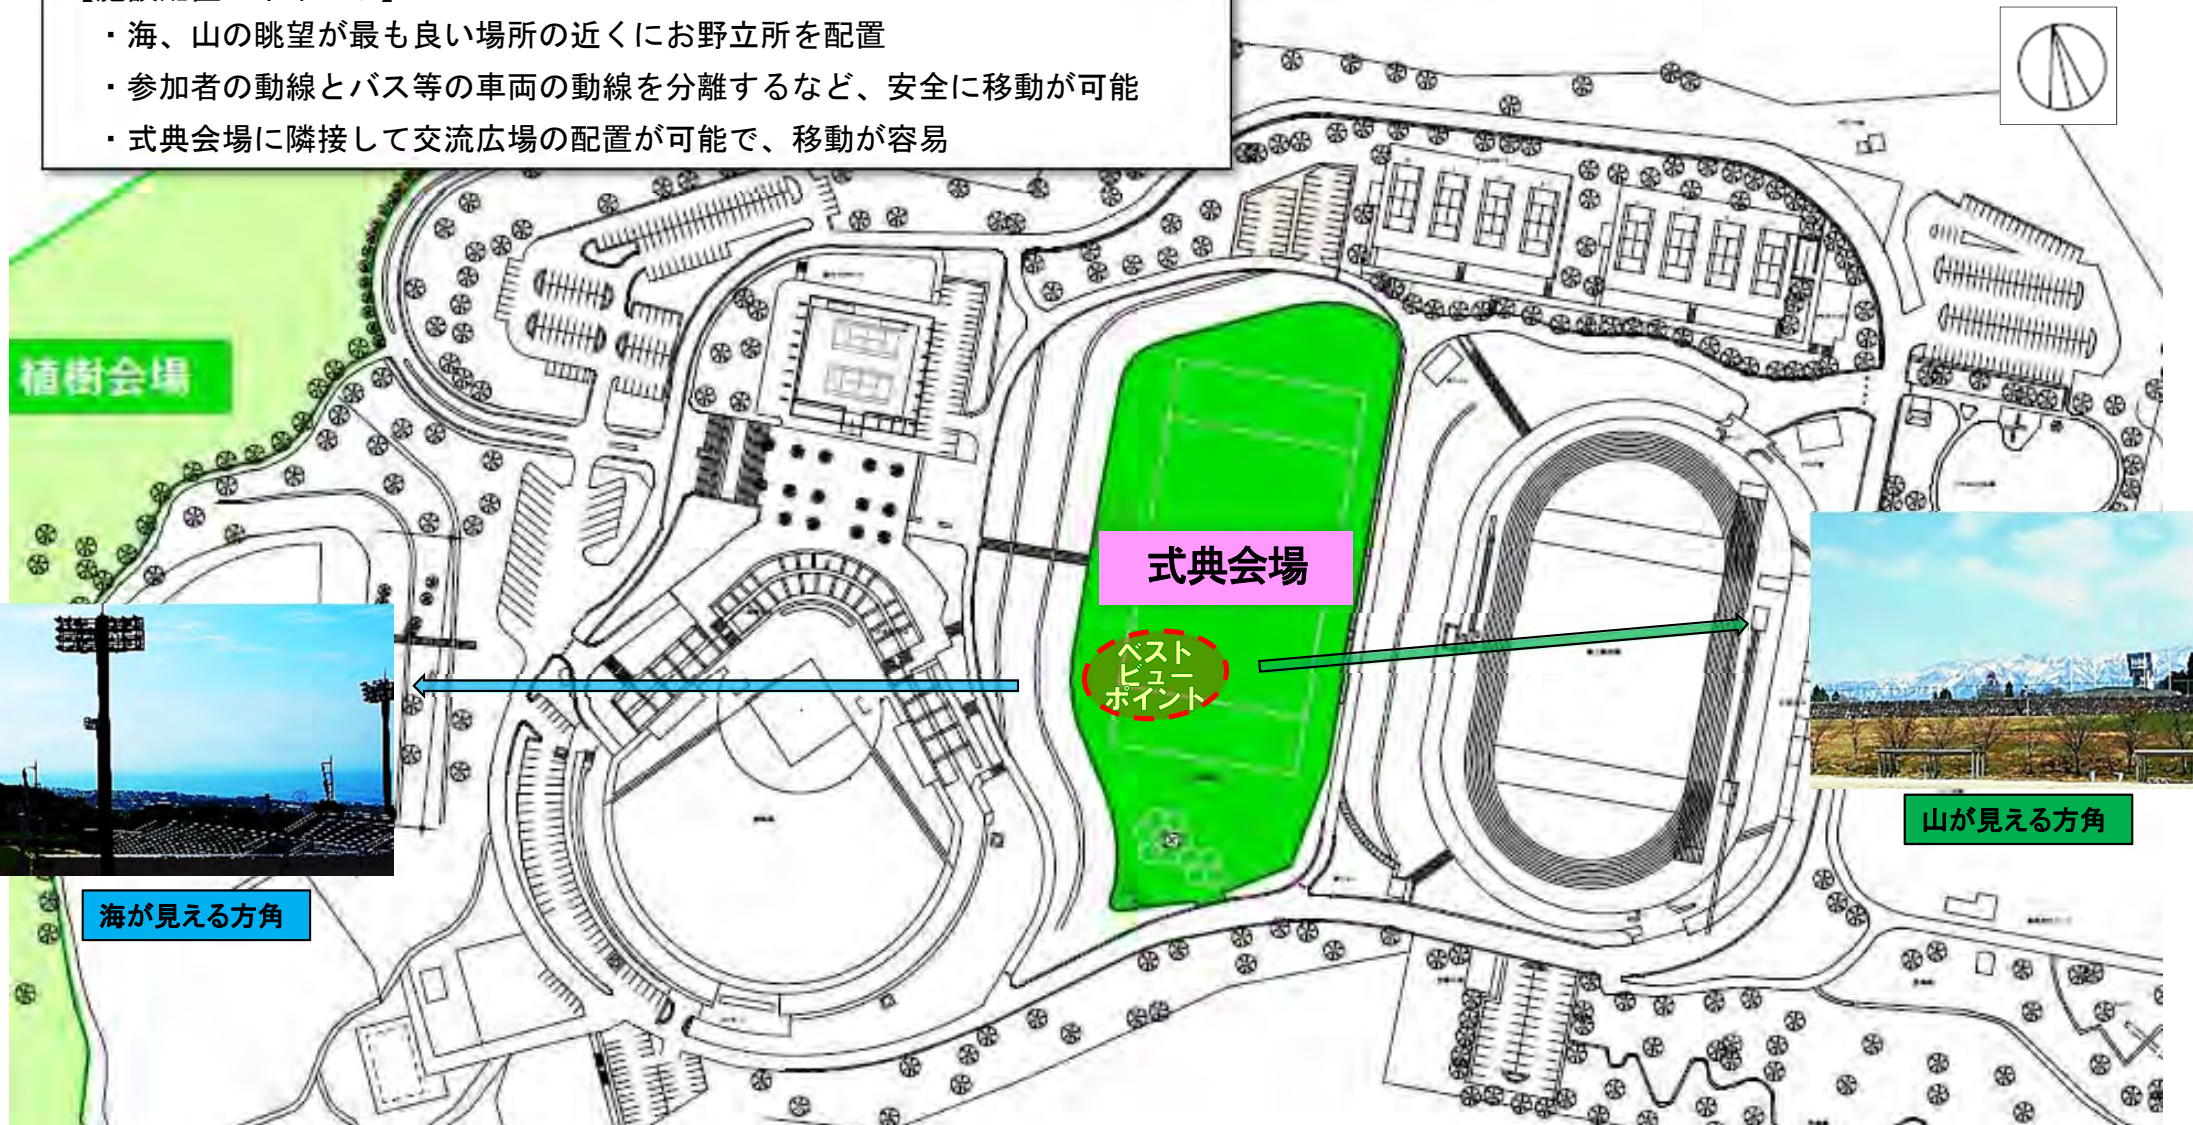 ・海、山の眺望が最も良い場所の近くにお野立所を配置
・参加者の動線とバス等の車両の動線を分離するなど、安全に移動が可能
・式典会場に隣接して交流広場の配置が可能で、移動が容易
植樹会場
式典会場
ベスト
ビュー
ポイント
山が見える方角
海が見える方角